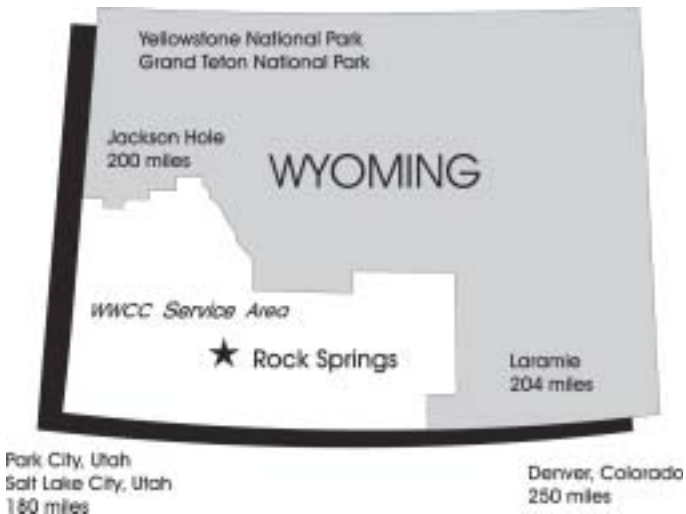 Yellowstone National Park
Grand Teton National Park
Jackson Hole
200 miles
WYOMING
WWCC Service Area
Rock Springs
Laramie
204 miles
Park City, Utah
Salt Lake City, Utah
180 miles
Denver, Colorado
250 miles